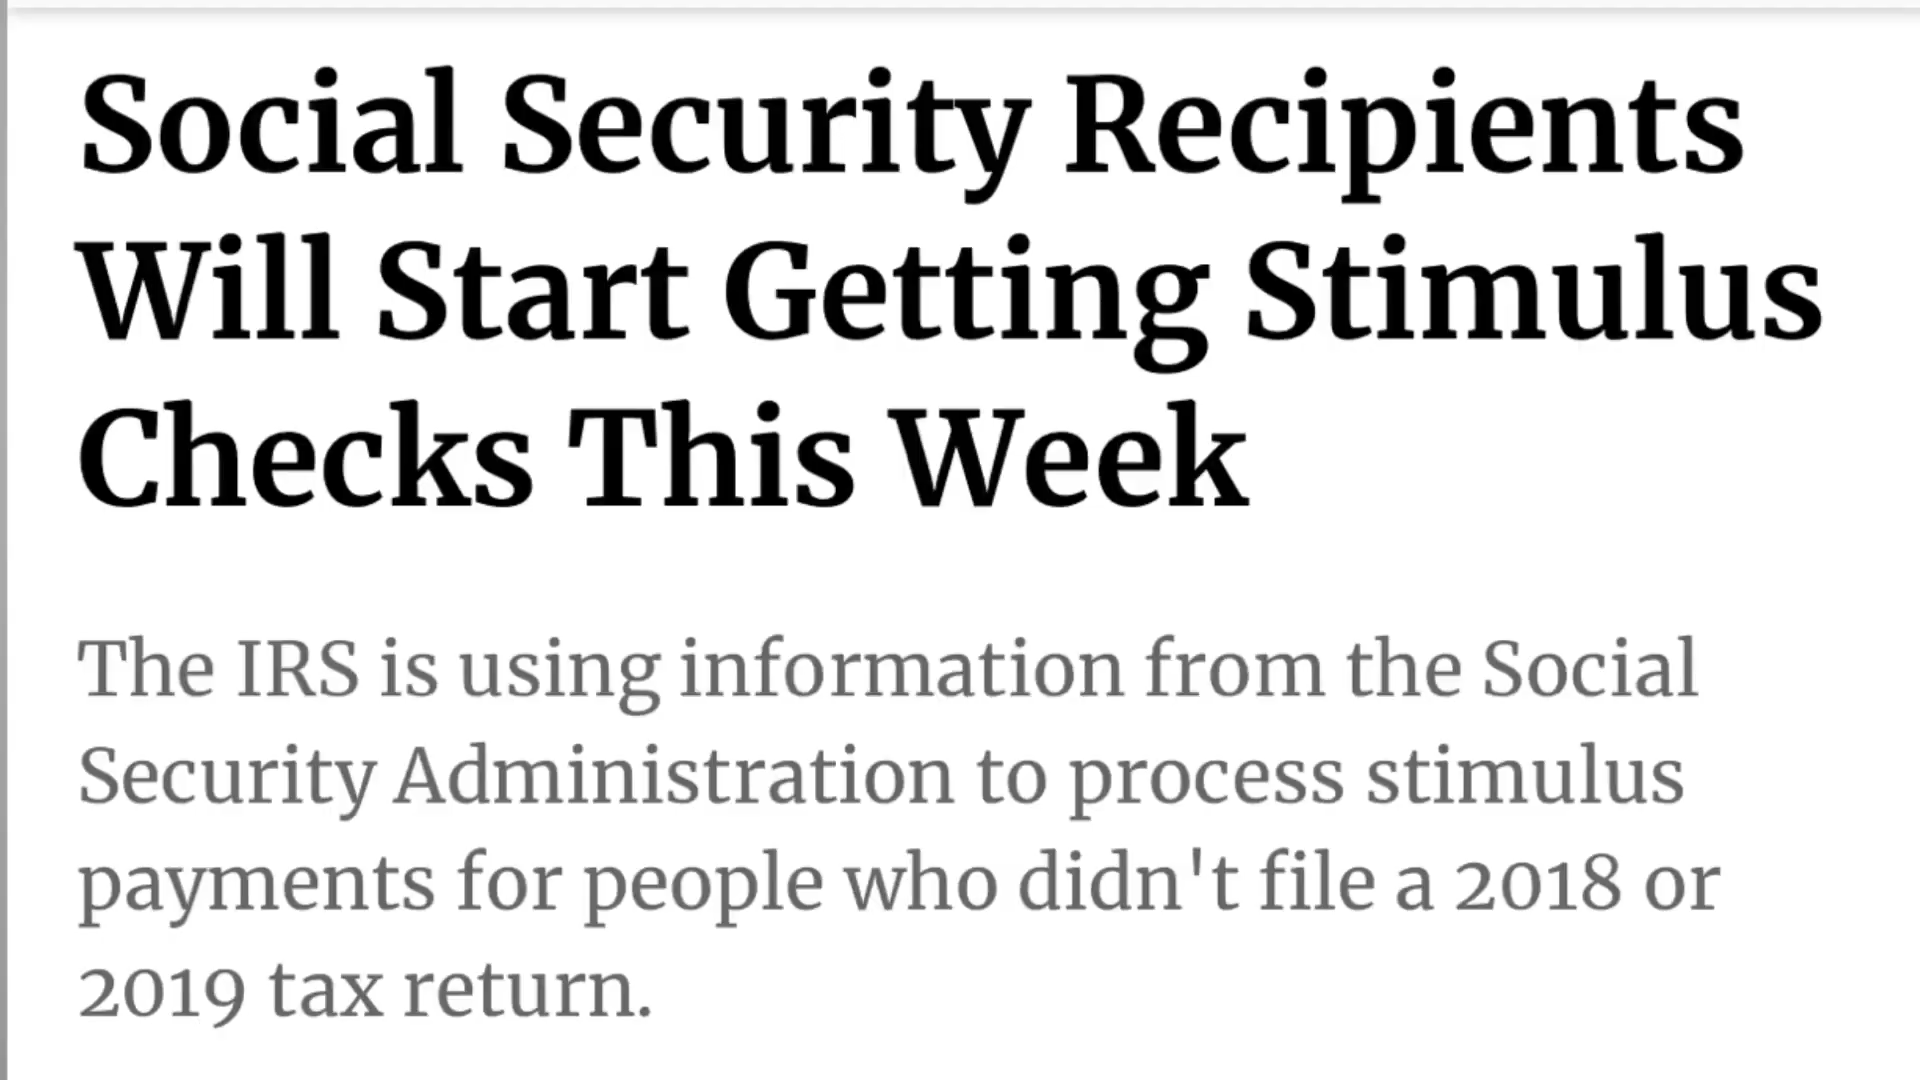 Social Security Recipients
Will Start Getting Stimulus
Checks This Week
The IRS is using information from the Social
Security Administration to process stimulus
payments for people who didn't file a 2018 or
2019 tax return.